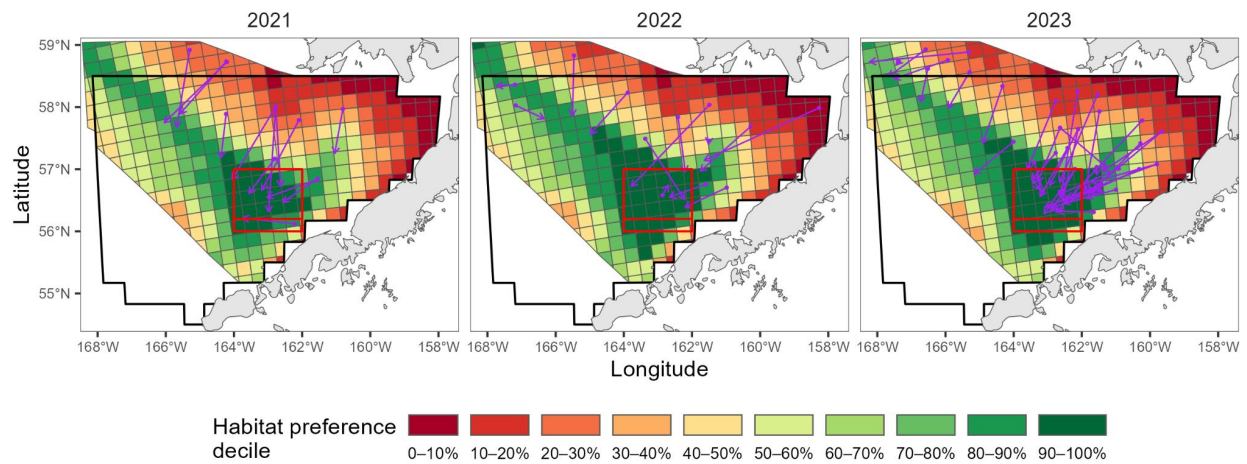 2021 2022 2023
59°N
58°N
57°N
56°N
55°N
Latitude
168°W 166°W 164°W 162°W 160°W 158°W 168°W 166°W 164°W 162°W 160°W 158°W 168°W 166°W 164°W 162°W 160°W 158°W
Longitude
Habitat preference
decile
0–10% 10–20% 20–30% 30–40% 40–50% 50–60% 60–70% 70–80% 80–90% 90–100%